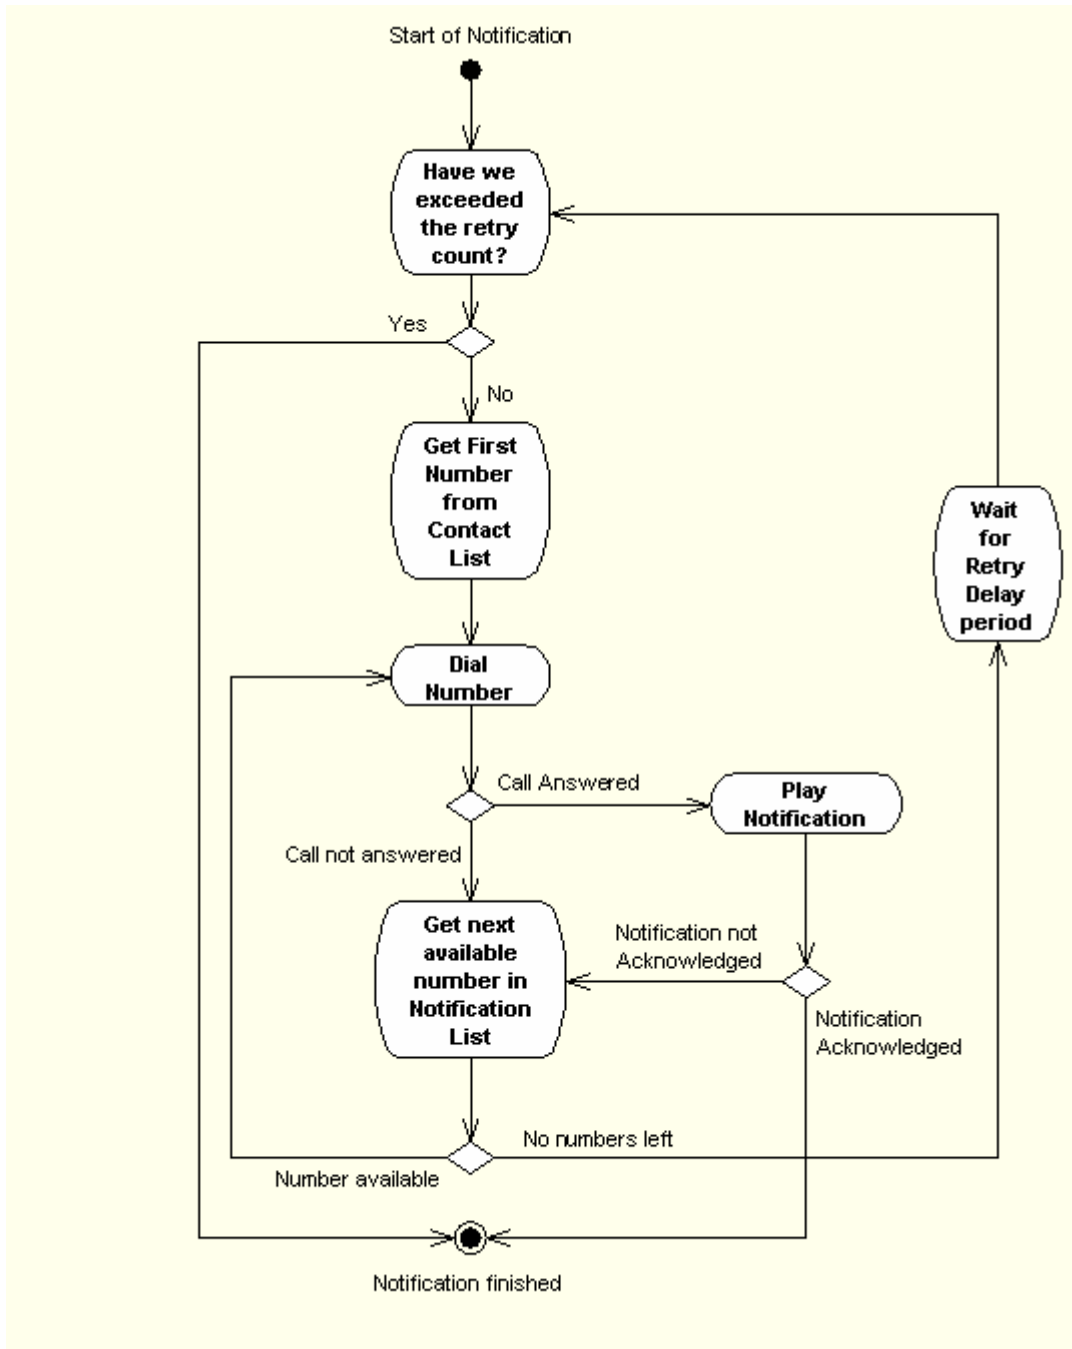 Start of Notification
Have we
exceeded
the retry
count?
Yes
No
Get First
Number
from
Contact
List
Wait
for
Retry
Delay
period
Dial
Number
Call Answered
Play
Notification
Call not answered
Get next
available
number in
Notification
List
Notification not
Acknowledged
Notification
Acknowledged
No numbers left
Number available
Notification finished